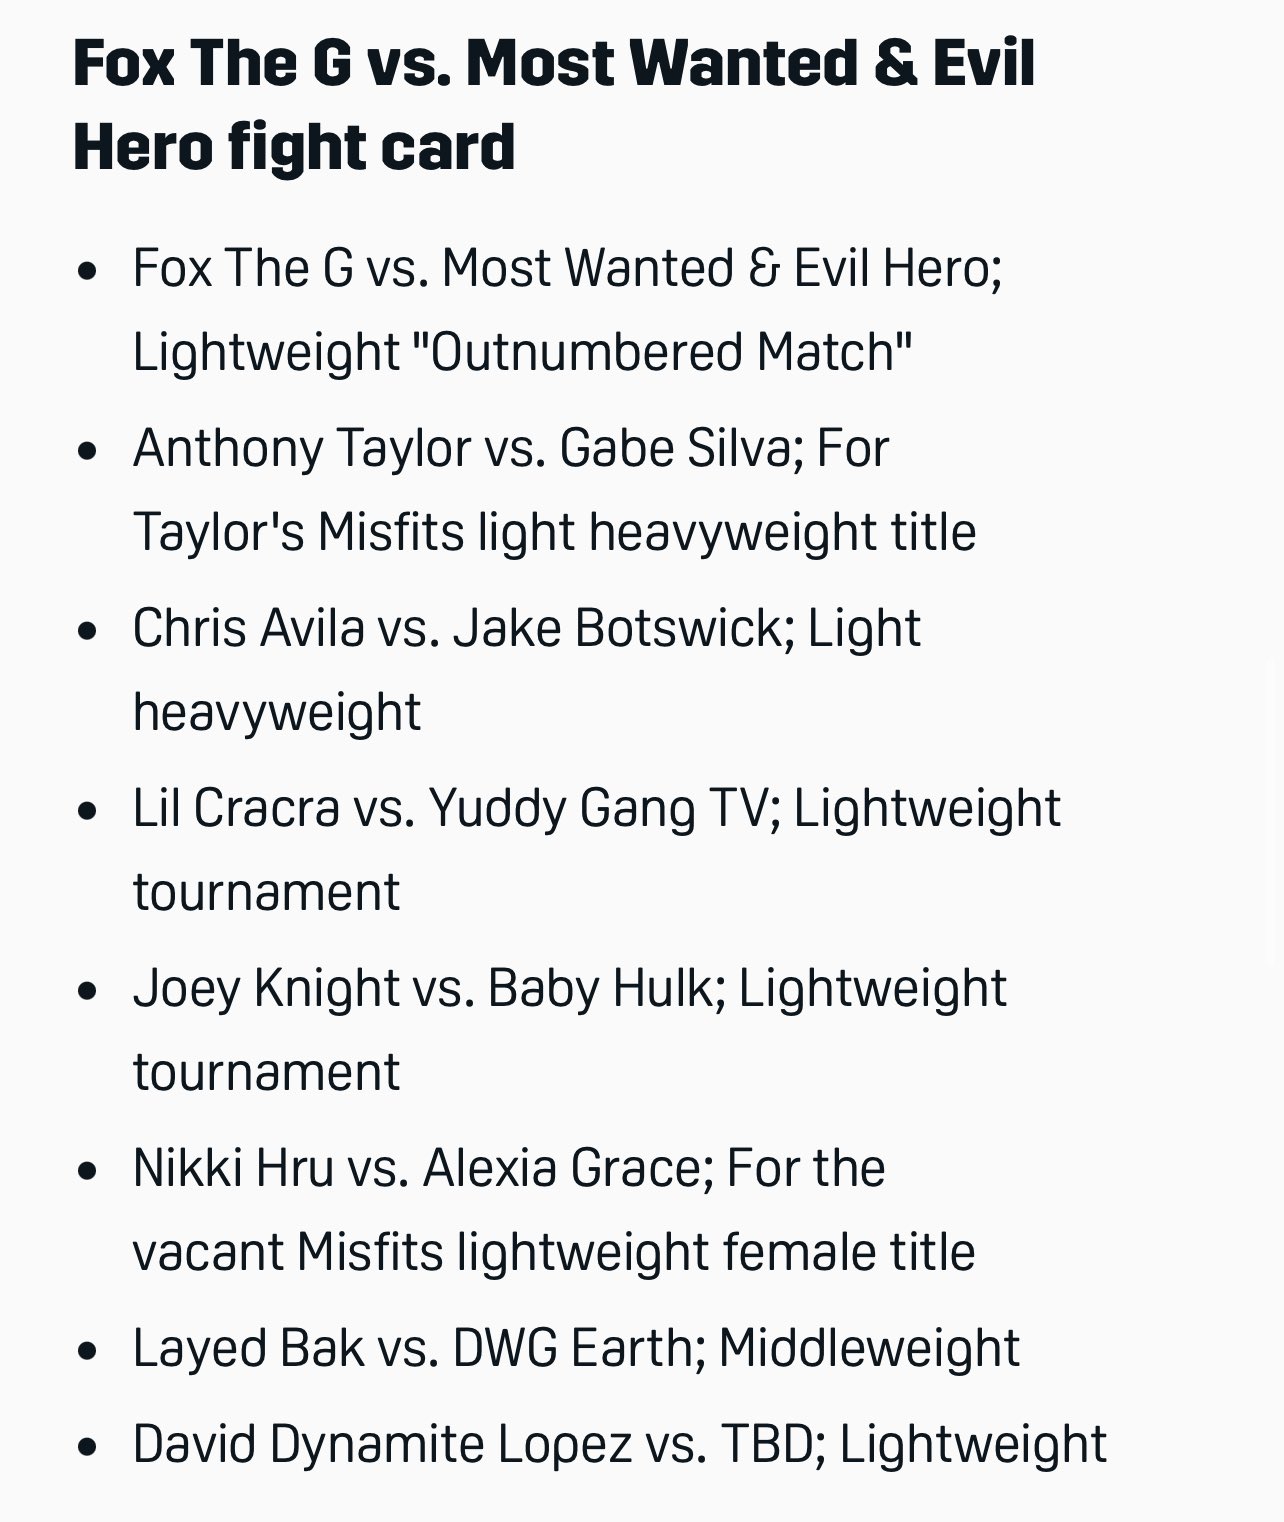 Fox The G vs. Most Wanted & Evil
Hero fight card
• Fox The G vs. Most Wanted & Evil Hero;
Lightweight "Outnumbered Match"
• Anthony Taylor vs. Gabe Silva; For
Taylor's Misfits light heavyweight title
• Chris Avila vs. Jake Botswick; Light
heavyweight
• Lil Cracra vs. Yuddy Gang TV; Lightweight
tournament
• Joey Knight vs. Baby Hulk; Lightweight
tournament
• Nikki Hru vs. Alexia Grace; For the
vacant Misfits lightweight female title
• Layed Bak vs. DWG Earth; Middleweight
• David Dynamite Lopez vs. TBD; Lightweight